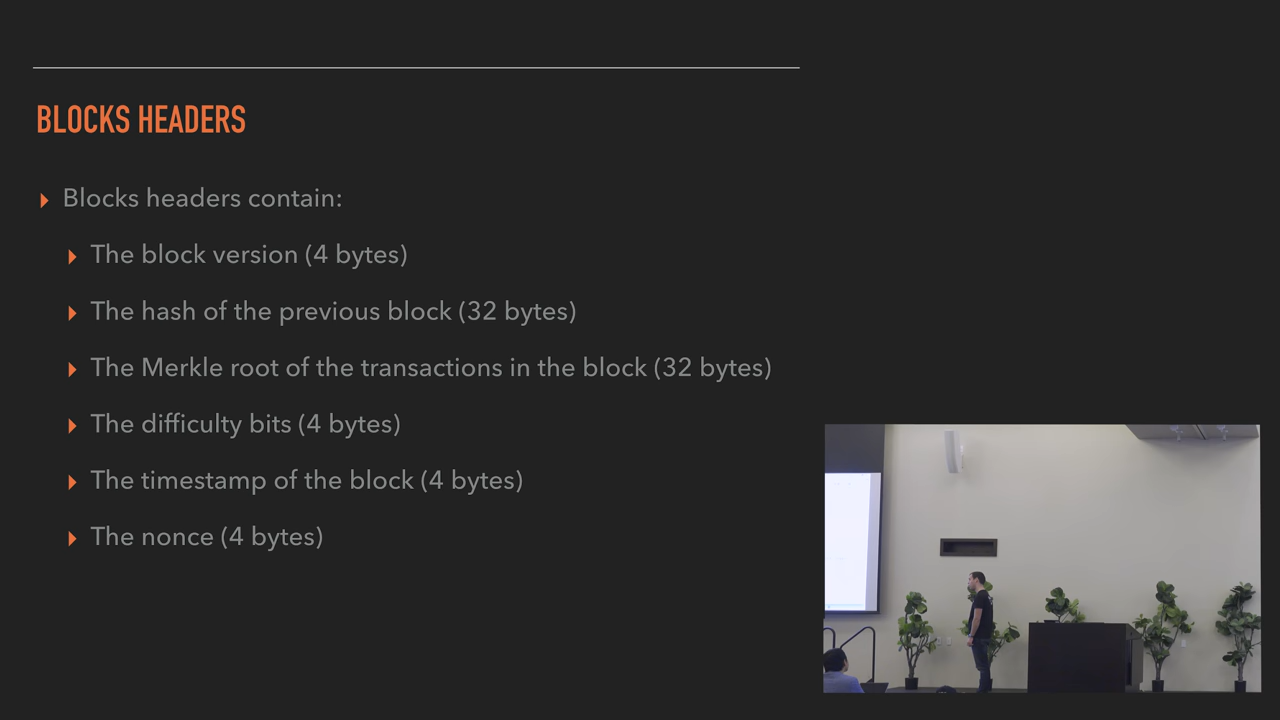 BLOCKS HEADERS
Blocks headers contain:
The block version (4 bytes)
The hash of the previous block (32 bytes)
The Merkle root of the transactions in the block (32 bytes)
The difficulty bits (4 bytes)
The timestamp of the block (4 bytes)
The nonce (4 bytes)